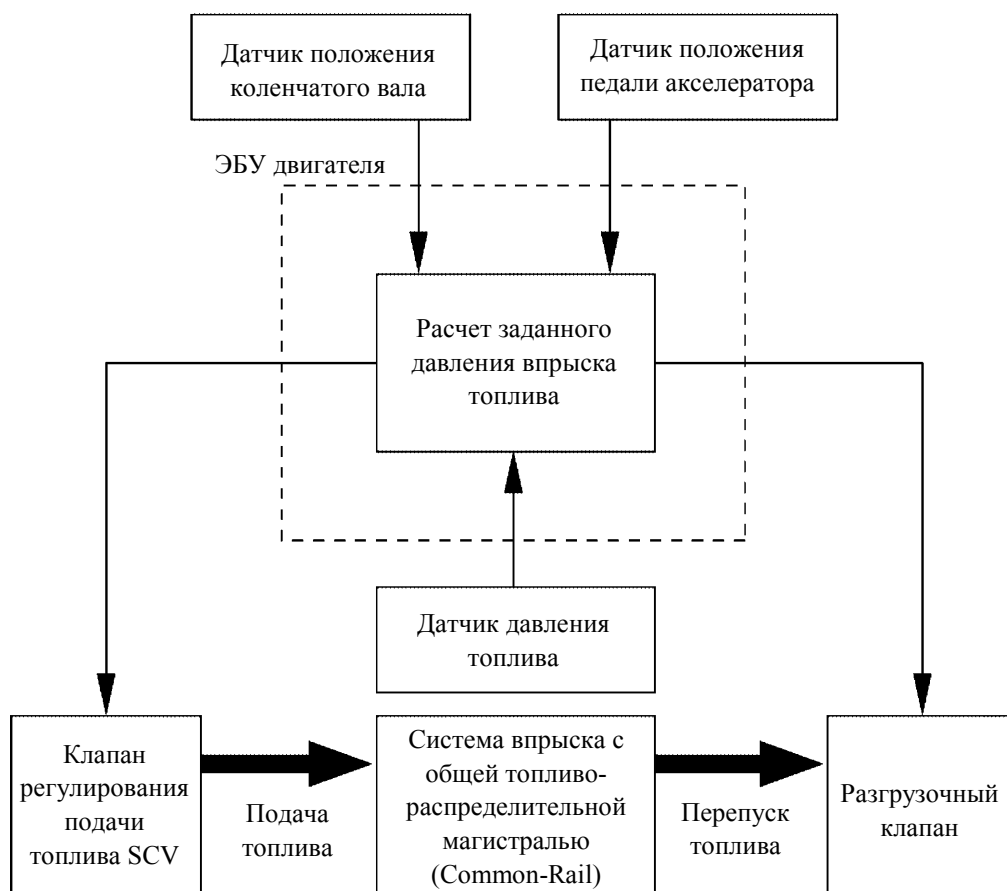 Датчик положения
коленчатого вала
Датчик положения
педали акселератора
ЭБУ двигателя
Расчет заданного
давления впрыска
топлива
Датчик давления
топлива
Клапан
регулирования
подачи
топлива SCV
Подача
топлива
Система впрыска с
общей топливо-
распределительной
магистралью
(Common-Rail)
Перепуск
топлива
Разгрузочный
клапан